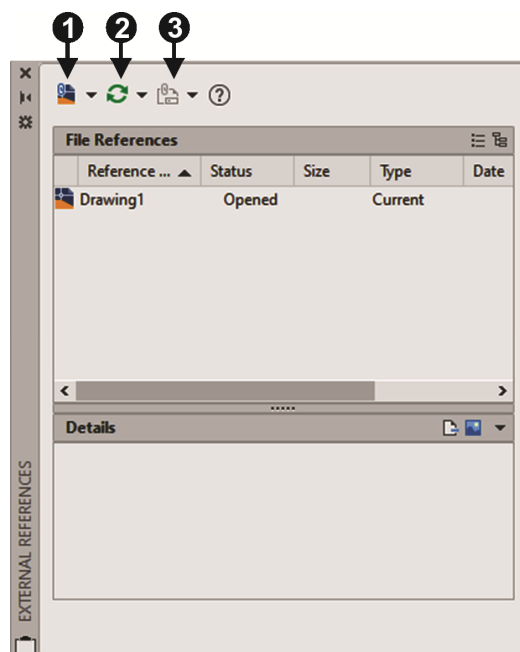 1 2 3
?
File References
Reference ... Status Size Type Date
Drawing1 Opened Current
Details
EXTERNAL REFERENCES